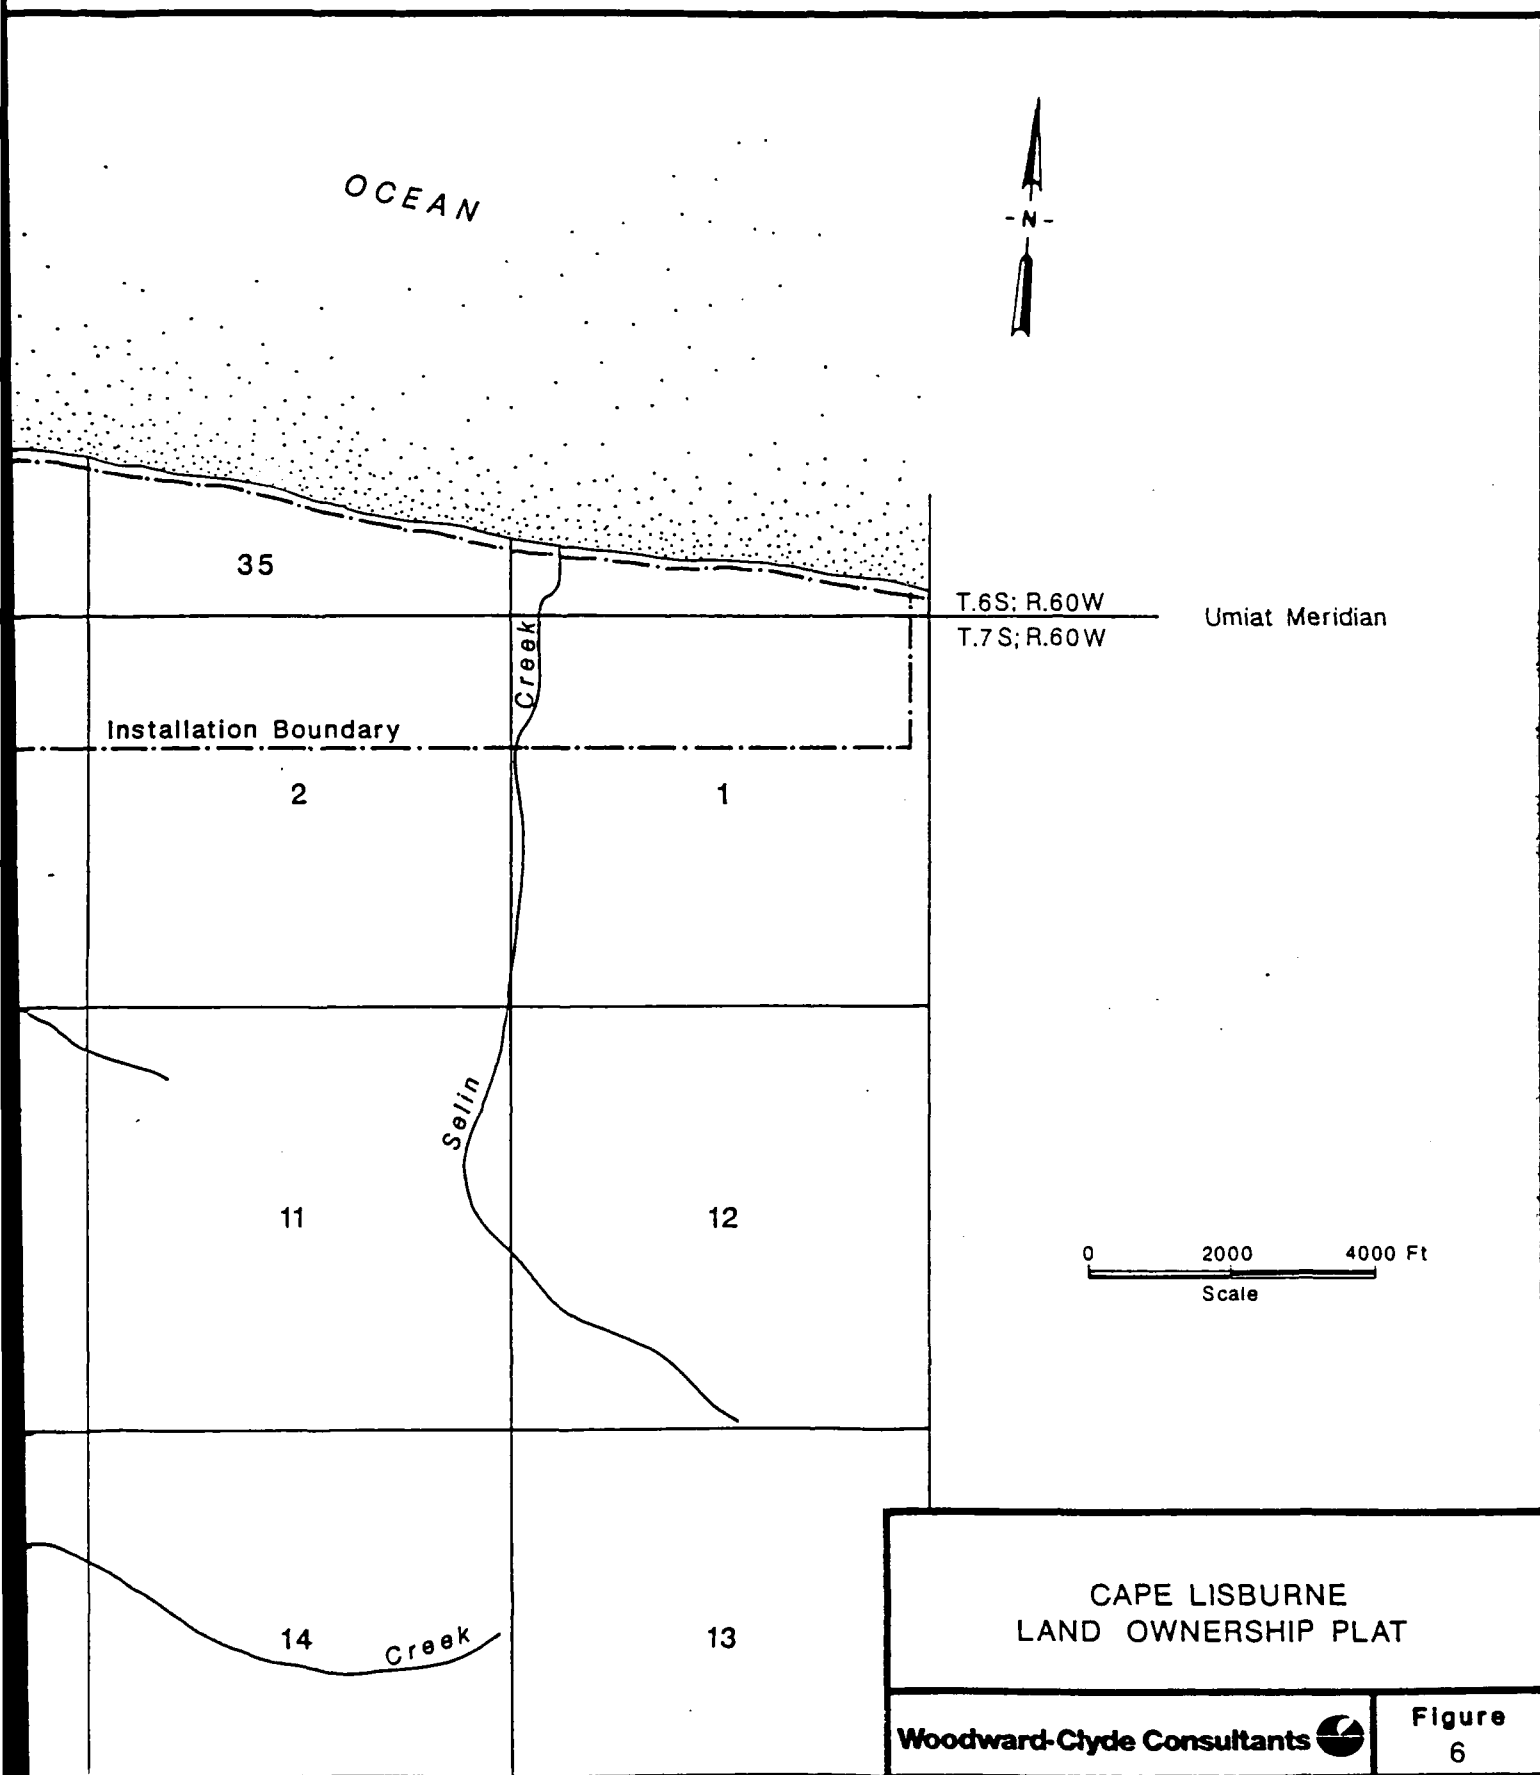 OCEAN
-N-
35
T.6S; R.60W
Umiat Meridian
T.7S; R.60W
Creek
Installation Boundary
2
1
Selin
11
12
0 2000 4000 Ft
Scale
14
Creek
13
CAPE LISBURNE
LAND OWNERSHIP PLAT
Woodward-Clyde Consultants
Figure
6